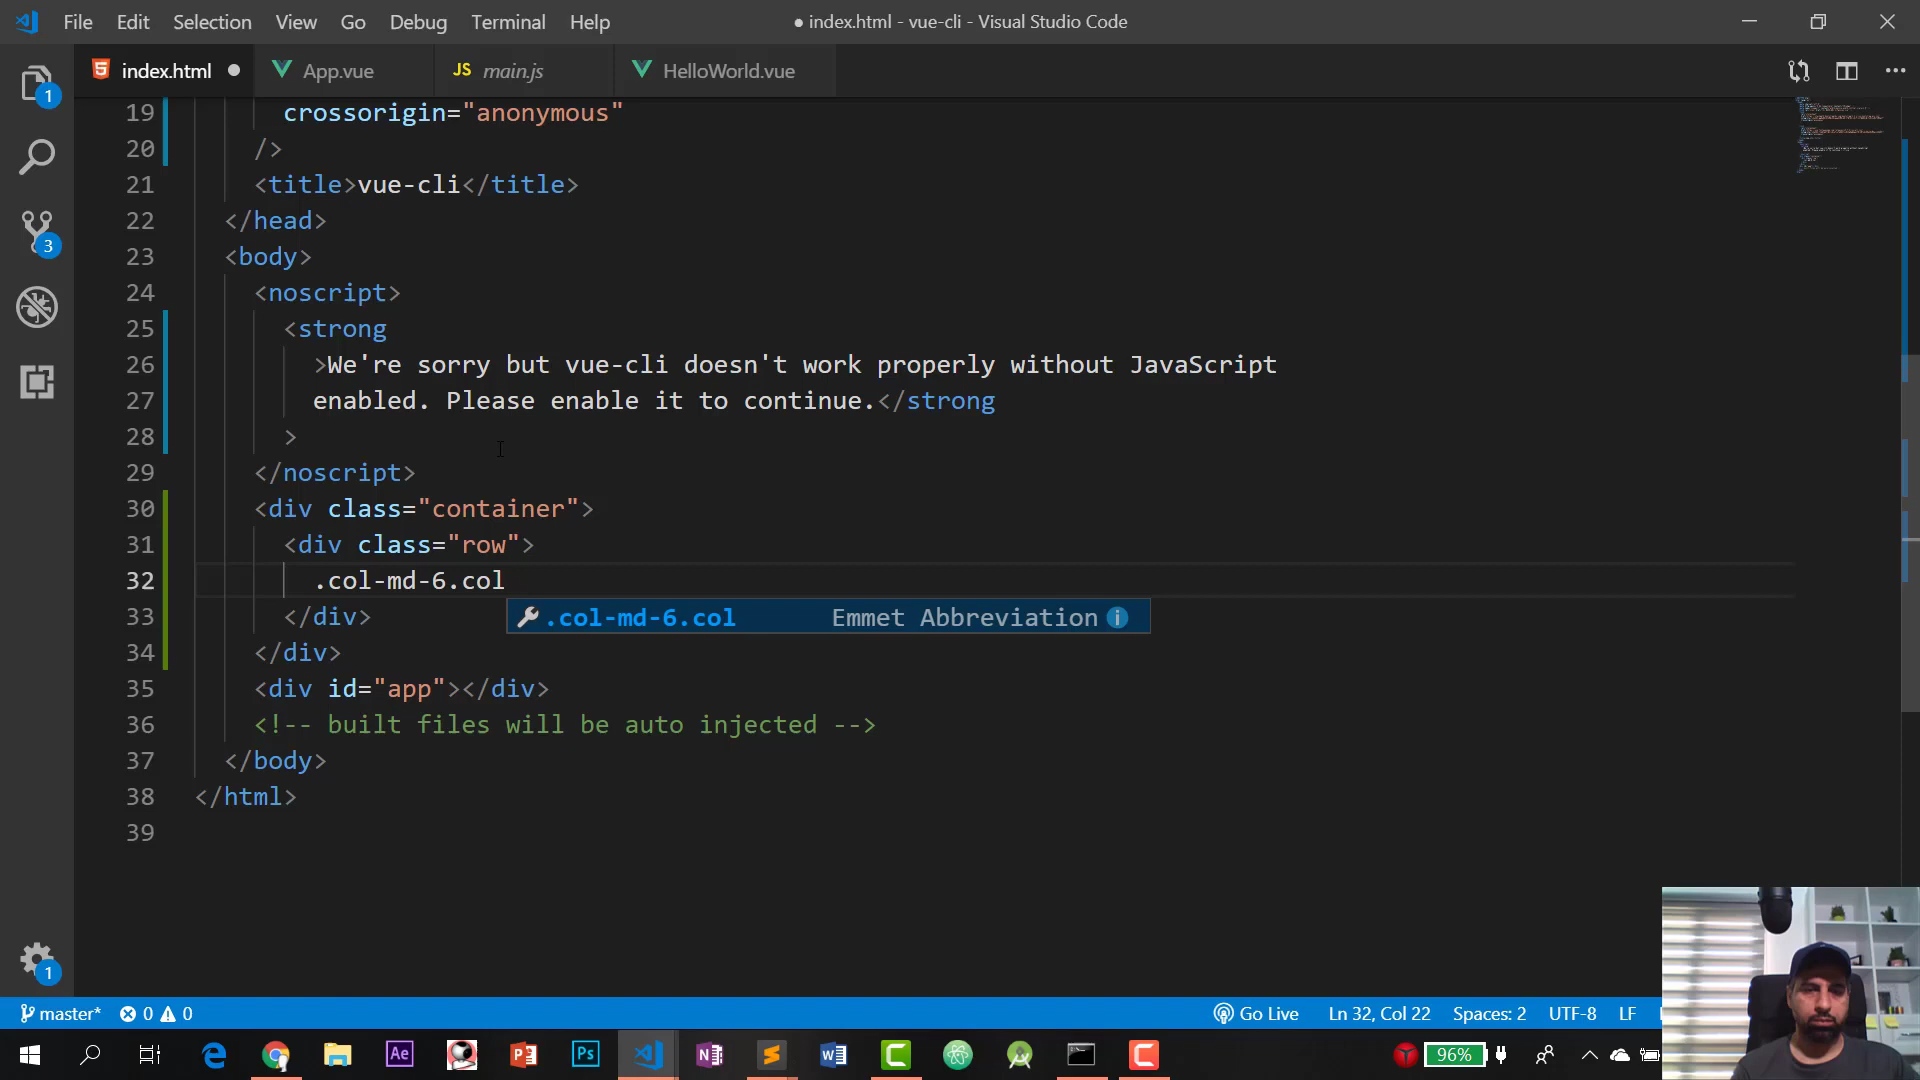 File Edit Selection View Go Debug Terminal Help
● index.html - vue-cli - Visual Studio Code
index.html ●
App.vue
JS main.js
HelloWorld.vue
1
3
1
19 crossorigin="anonymous"
20 />
21 <title>vue-cli</title>
22 </head>
23 <body>
24 <noscript>
25 <strong
26 >We're sorry but vue-cli doesn't work properly without JavaScript
27 enabled. Please enable it to continue.</strong
28 >
29 </noscript>
30 <div class="container">
31 <div class="row">
32 .col-md-6.col
33 </div>
.col-md-6.col Emmet Abbreviation
34 </div>
35 <div id="app"></div>
36 <!-- built files will be auto injected -->
37 </body>
38 </html>
39
master* 0 0
Go Live Ln 32, Col 22 Spaces: 2 UTF-8 LF
Ae
Ps
96%